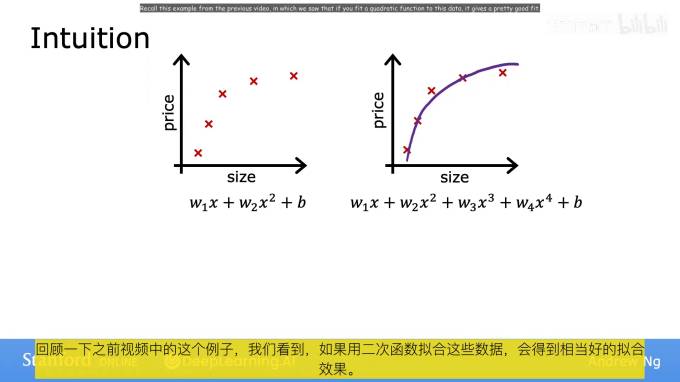 Recall this example from the previous video, in which we saw that if you fit a quadratic function to this data, it gives a pretty good fit.
bilibili
Intuition
price
size
price
size
w₁x + w₂x² + b
w₁x + w₂x² + w₃x³ + w₄x⁴ + b
ONLINE
DeepLearning.AI
Andrew Ng
回顾一下之前视频中的这个例子，我们看到，如果用二次函数拟合这些数据，会得到相当好的拟合
效果。